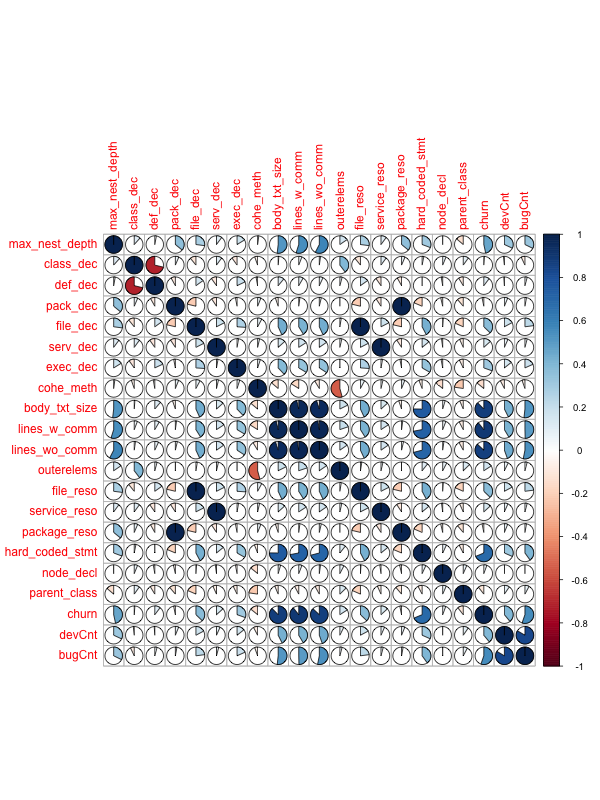 max_nest_depth
class_dec
def_dec
pack_dec
file_dec
serv_dec
exec_dec
cohe_meth
body_txt_size
lines_w_comm
lines_wo_comm
outerelems
file_reso
service_reso
package_reso
hard_coded_stmt
node_decl
parent_class
churn
devCnt
bugCnt
max_nest_depth
class_dec
def_dec
pack_dec
file_dec
serv_dec
exec_dec
cohe_meth
body_txt_size
lines_w_comm
lines_wo_comm
outerelems
file_reso
service_reso
package_reso
hard_coded_stmt
node_decl
parent_class
churn
devCnt
bugCnt
1
0.8
0.6
0.4
0.2
0
-0.2
-0.4
-0.6
-0.8
-1